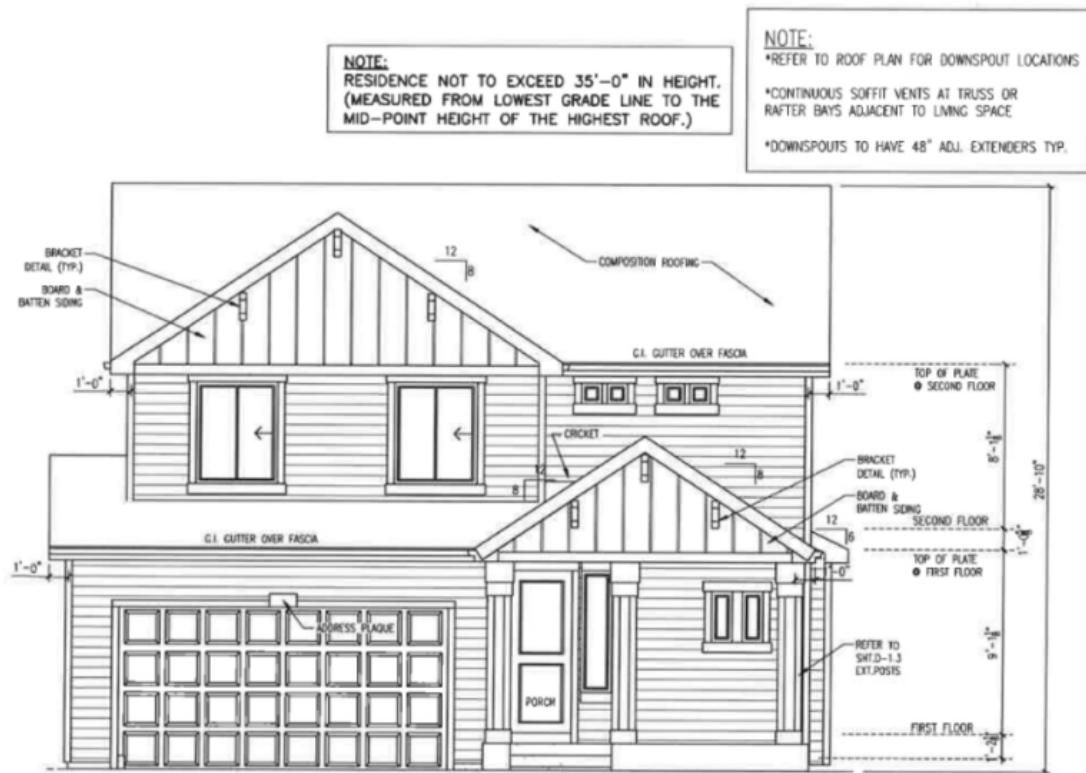 NOTE:
RESIDENCE NOT TO EXCEED 35'-0" IN HEIGHT.
(MEASURED FROM LOWEST GRADE LINE TO THE
MID-POINT HEIGHT OF THE HIGHEST ROOF.)
NOTE:
*REFER TO ROOF PLAN FOR DOWNSPOUT LOCATIONS
*CONTINUOUS SOFFIT VENTS AT TRUSS OR
RAFTER BAYS ADJACENT TO LIVING SPACE
*DOWNSPOUTS TO HAVE 48" ADJ. EXTENDERS TYP.
BRACKET
DETAIL (TYP.)
BOARD &
BATTEN SIDING
12
8
COMPOSITION ROOFING
G.I. GUTTER OVER FASCIA
1'-0"
1'-0"
TOP OF PLATE
@ SECOND FLOOR
CRICKET
12
8
12
8
BRACKET
DETAIL (TYP.)
BOARD &
BATTEN SIDING
28'-10"
SECOND FLOOR
12
6
G.I. GUTTER OVER FASCIA
1'-0"
TOP OF PLATE
@ FIRST FLOOR
ADDRESS PLAQUE
PORCH
REFER TO
SHT.D-1.3
EXT.POSTS
FIRST FLOOR